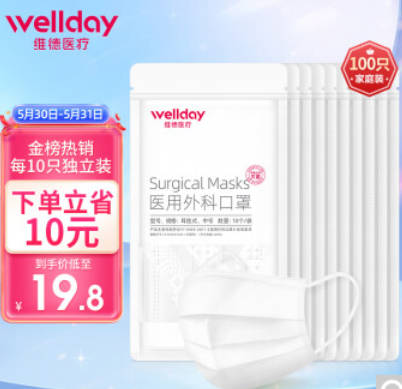 wellday
维德医疗
100只
家庭装
5月30日-5月31日
金榜热销
每10只独立装
下单立省
10元
到手价低至
¥19.8
wellday
维德医疗
Surgical Masks
医用外科口罩